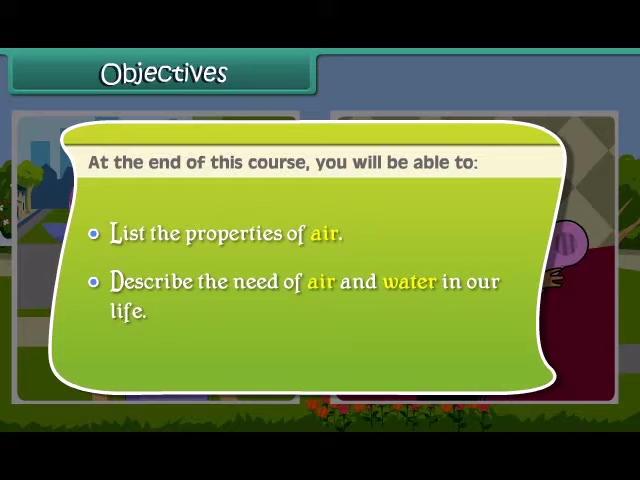 Objectives
At the end of this course, you will be able to:
List the properties of air.
Describe the need of air and water in our
life.